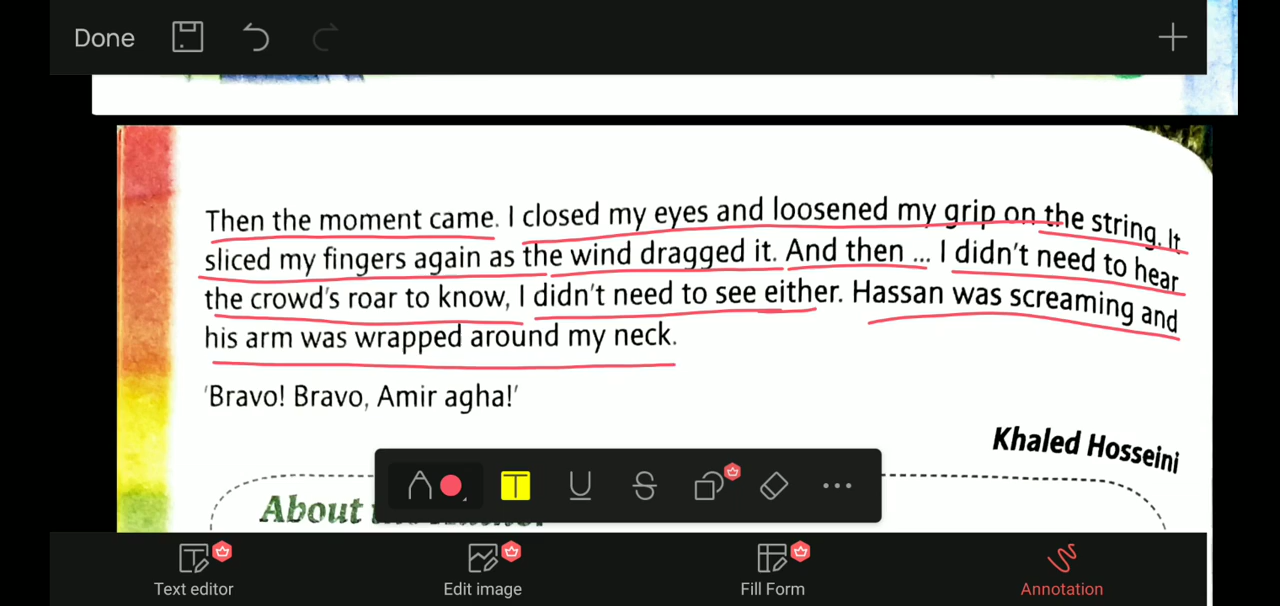 Done
Then the moment came. I closed my eyes and loosened my grip on the string. It
sliced my fingers again as the wind dragged it. And then ... I didn't need to hear
the crowd's roar to know, I didn't need to see either. Hassan was screaming and
his arm was wrapped around my neck.
'Bravo! Bravo, Amir agha!'
Khaled Hosseini
About
Text editor
Edit image
Fill Form
Annotation